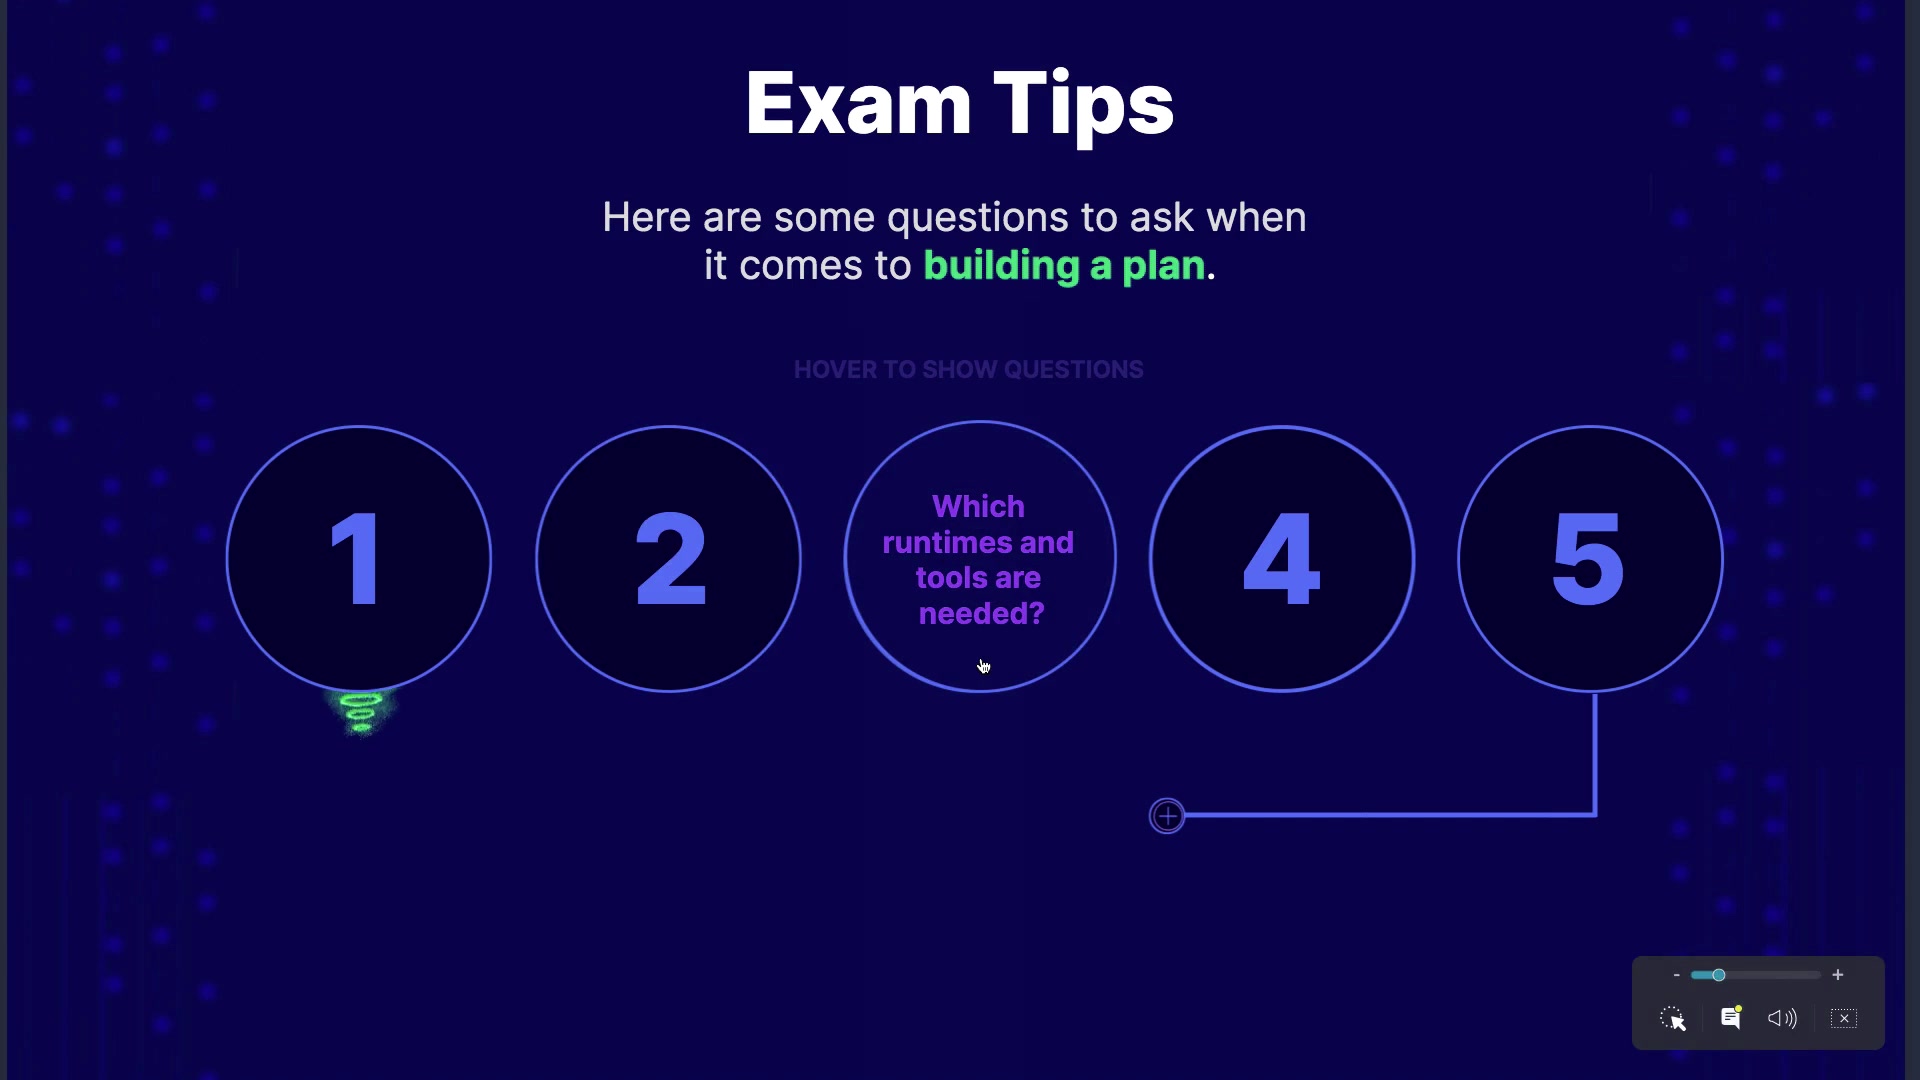 Exam Tips
Here are some questions to ask when
it comes to building a plan.
HOVER TO SHOW QUESTIONS
1
2
Which
runtimes and
tools are
needed?
4
5
- +